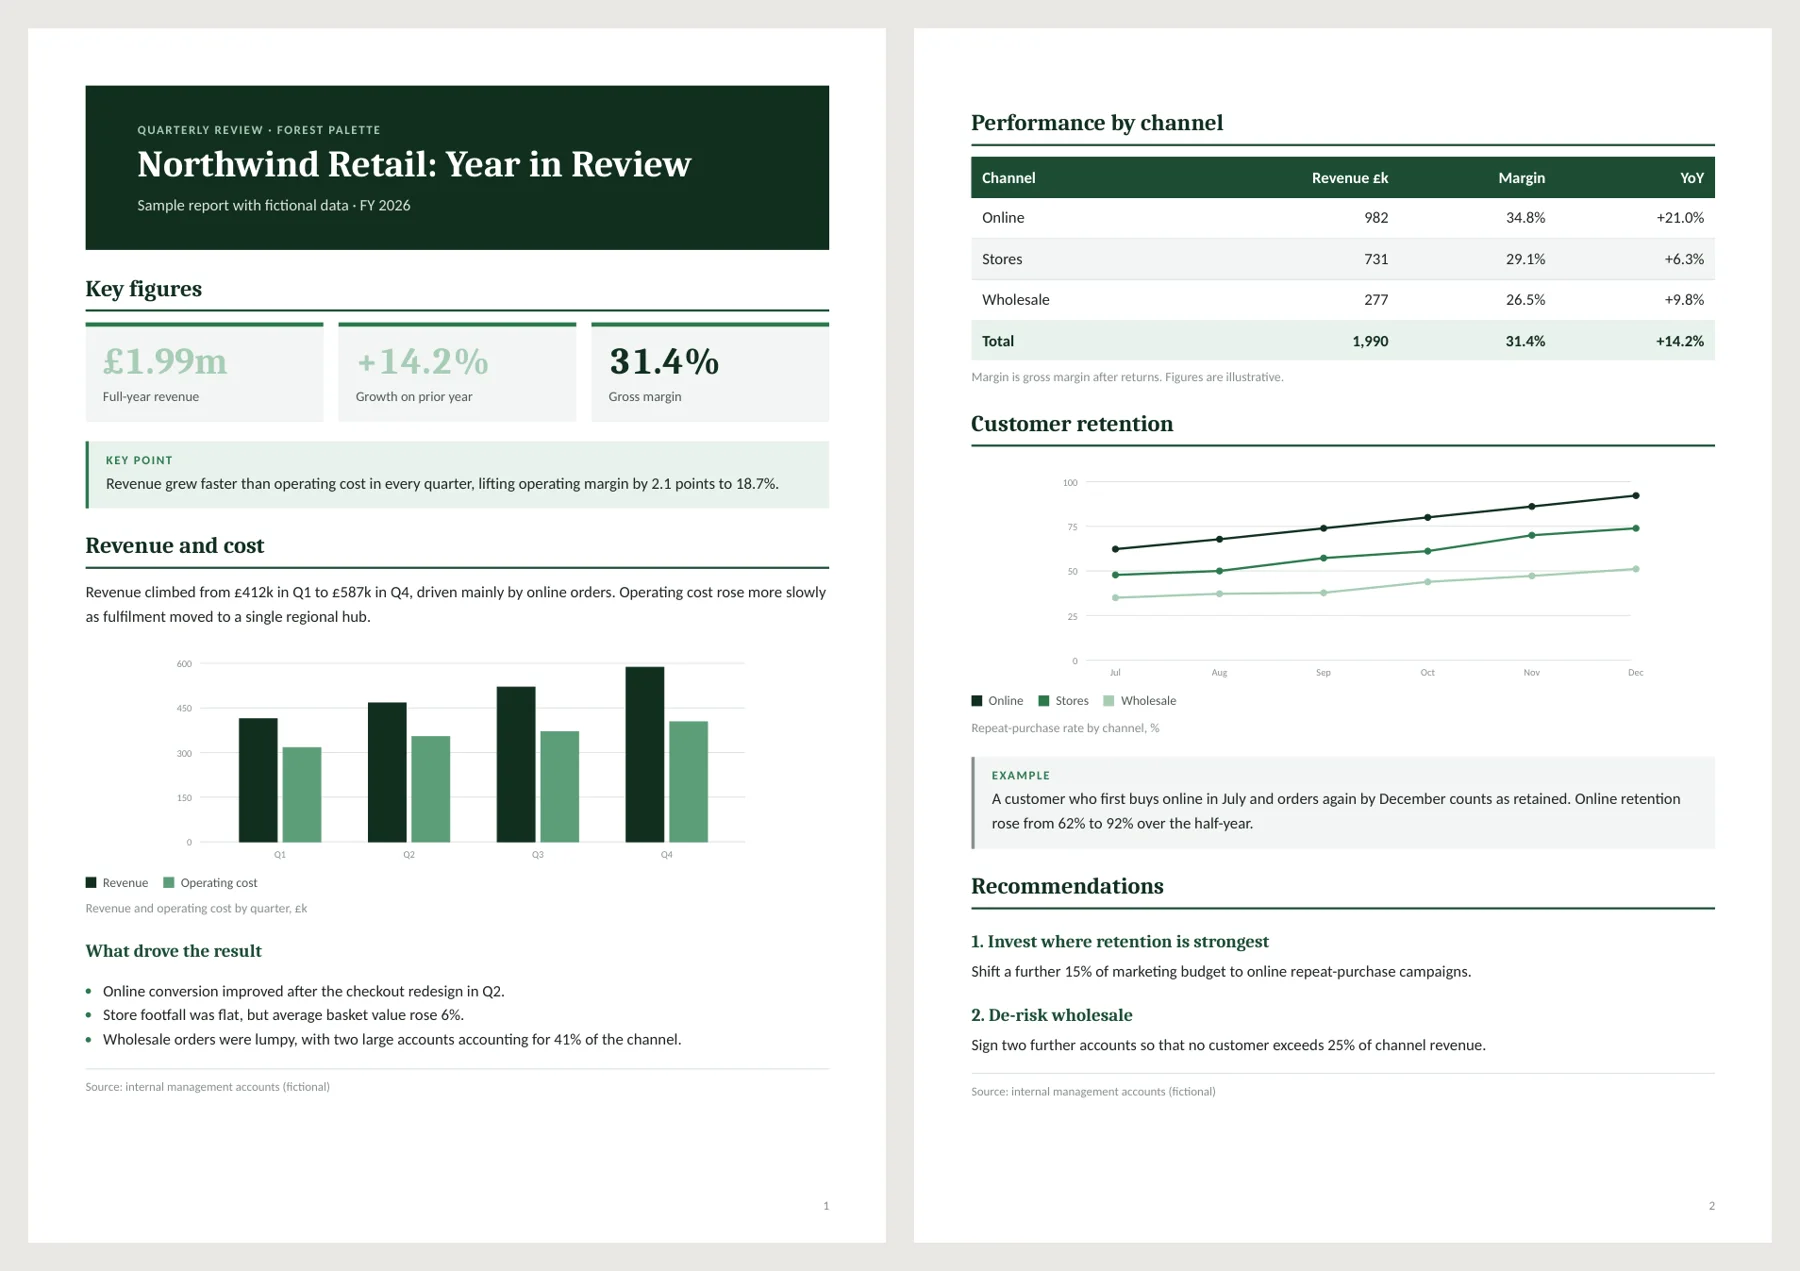 QUARTERLY REVIEW · FOREST PALETTE
Northwind Retail: Year in Review
Sample report with fictional data · FY 2026
Key figures
£1.99m
Full-year revenue
+14.2%
Growth on prior year
31.4%
Gross margin
KEY POINT
Revenue grew faster than operating cost in every quarter, lifting operating margin by 2.1 points to 18.7%.
Revenue and cost
Revenue climbed from £412k in Q1 to £587k in Q4, driven mainly by online orders. Operating cost rose more slowly
as fulfilment moved to a single regional hub.
600
450
300
150
0
Q1 Q2 Q3 Q4
Revenue Operating cost
Revenue and operating cost by quarter, £k
What drove the result
• Online conversion improved after the checkout redesign in Q2.
• Store footfall was flat, but average basket value rose 6%.
• Wholesale orders were lumpy, with two large accounts accounting for 41% of the channel.
Source: internal management accounts (fictional)
1
Performance by channel
Channel Revenue £k Margin YoY
Online 982 34.8% +21.0%
Stores 731 29.1% +6.3%
Wholesale 277 26.5% +9.8%
Total 1,990 31.4% +14.2%
Margin is gross margin after returns. Figures are illustrative.
Customer retention
100
75
50
25
0
Jul Aug Sep Oct Nov Dec
Online Stores Wholesale
Repeat-purchase rate by channel, %
EXAMPLE
A customer who first buys online in July and orders again by December counts as retained. Online retention
rose from 62% to 92% over the half-year.
Recommendations
1. Invest where retention is strongest
Shift a further 15% of marketing budget to online repeat-purchase campaigns.
2. De-risk wholesale
Sign two further accounts so that no customer exceeds 25% of channel revenue.
Source: internal management accounts (fictional)
2